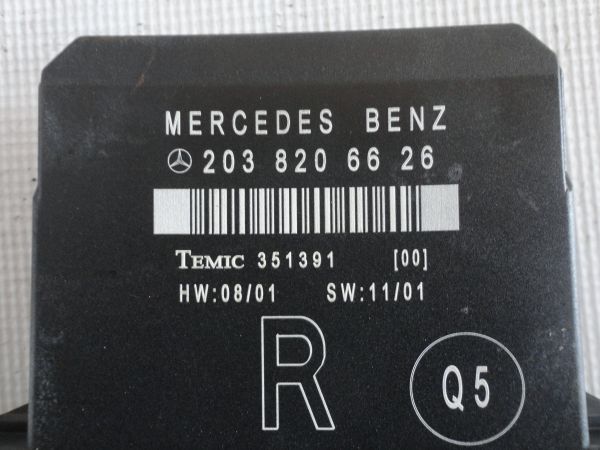 MERCEDES BENZ
203 820 66 26
TEMIC 351391 [00]
HW:08/01 SW:11/01
R
Q5